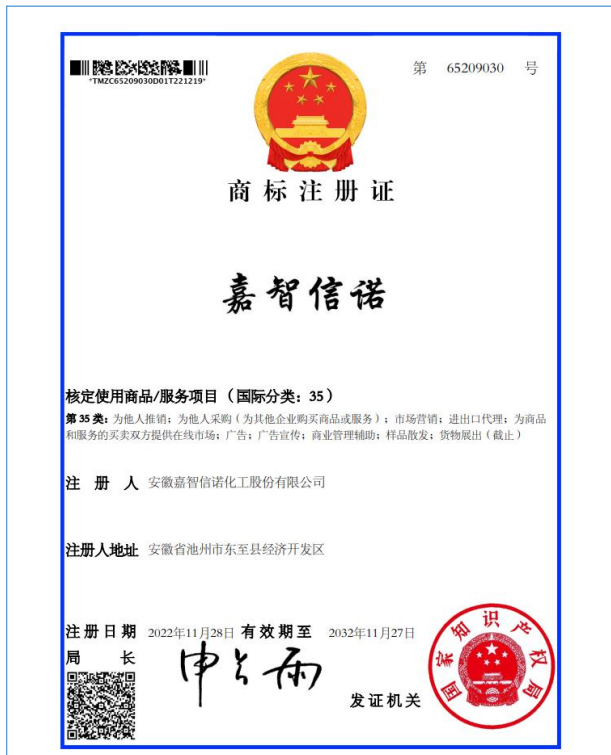 *TMZC65209030D01T221219*
第 65209030 号
商标注册证
嘉智信诺
核定使用商品/服务项目（国际分类：35）
第35类：为他人推销；为他人采购（为其他企业购买商品或服务）；市场营销；进出口代理；为商品
和服务的买卖双方提供在线市场；广告；广告宣传；商业管理辅助；样品散发；货物展出（截止）
注册人 安徽嘉智信诺化工股份有限公司
注册人地址 安徽省池州市东至县经济开发区
注册日期 2022年11月28日 有效期至 2032年11月27日
局长 申长雨
发证机关
国家知识产权局